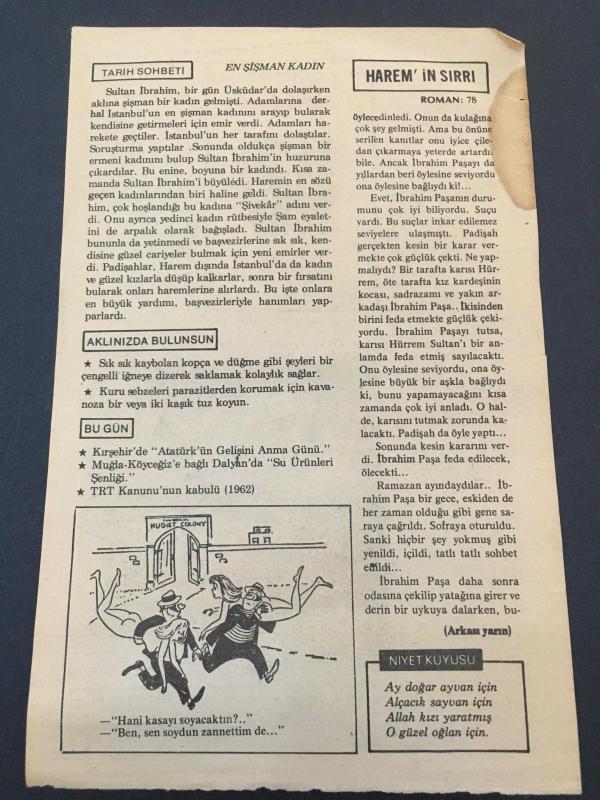 TARİH SOHBETİ
EN ŞİŞMAN KADIN
Sultan İbrahim, bir gün Üsküdar'da dolaşırken
aklına şişman bir kadın gelmişti. Adamlarına der-
hal İstanbul'un en şişman kadınını arayıp bularak
kendisine getirmeleri için emir verdi. Adamları ha-
rekete geçtiler. İstanbul'un her tarafını dolaştılar.
Soruşturma yaptılar .Sonunda oldukça şişman bir
ermeni kadınını bulup Sultan İbrahim'in huzuruna
çıkardılar. Bu enine, boyuna bir kadındı. Kısa za-
manda Sultan İbrahim'i büyüledi. Haremin en sözü
geçen kadınlarından biri haline geldi. Sultan İbra-
him, çok hoşlandığı bu kadına "Şivekâr" adını ver-
di. Onu ayrıca yedinci kadın rütbesiyle Şam eyalet-
ini de arpalık olarak bağışladı. Sultan İbrahim
bununla da yetinmedi ve başvezirlerine sık sık, ken-
disine güzel cariyeler bulmak için yeni emirler ver-
di. Padişahlar, Harem dışında İstanbul'da da kadın
ve güzel kızlarla düşüp kalkarlar, sonra bir fırsatını
bularak onları haremlerine alırlardı. Bu işte onlara
en büyük yardımı, başvezirleriyle hanımları yap-
parlardı.
AKLINIZDA BULUNSUN
★ Sık sık kaybolan kopça ve düğme gibi şeyleri bir
çengelli iğneye dizerek saklamak kolaylık sağlar.
★ Kuru sebzeleri parazitlerden korumak için kava-
noza bir veya iki kaşık tuz koyun.
BU GÜN
★ Kırşehir'de "Atatürk'ün Gelişini Anma Günü."
★ Muğla-Köyceğiz'e bağlı Dalyan'da "Su Ürünleri
Şenliği."
★ TRT Kanunu'nun kabulü (1962)
NUDIST COLONY
—"Hani kasayı soyacaktın?.."
—"Ben, sen soydun zannettim de..."
HAREM' İN SIRRI
ROMAN: 78
öylecedinledi. Onun da kulağına
çok şey gelmişti. Ama bu önüne
serilen kanıtlar onu iyice çile-
den çıkarmaya yeterde artardı
bile. Ancak İbrahim Paşayı da
yıllardan beri öylesine seviyordu
ona öylesine bağlıydı ki!...
Evet, İbrahim Paşanın duru-
munu çok iyi biliyordu. Suçu
vardı. Bu suçlar inkar edilemez
seviyelere ulaşmıştı. Padişah
gerçekten kesin bir karar ver-
mekte çok güçlük çekti. Ne yap-
malıydı? Bir tarafta karısı Hür-
rem, öte tarafta kız kardeşinin
kocası, sadrazamı ve yakın ar-
kadaşı İbrahim Paşa.. İkisinden
birini feda etmekte güçlük çeki-
yordu. İbrahim Paşayı tutsa,
karısı Hürrem Sultan'ı bir an-
lamda feda etmiş sayılacaktı.
Onu öylesine seviyordu, ona öy-
lesine büyük bir aşkla bağlıydı
ki, bunu yapamayacağını kısa
zamanda çok iyi anladı. O hal-
de, karısını tutmak zorunda ka-
lacaktı. Padişah da öyle yaptı...
Sonunda kesin kararını ver-
di. İbrahim Paşa feda edilecek,
ölecekti...
Ramazan ayındaydılar.. İb-
rahim Paşa bir gece, eskiden de
her zaman olduğu gibi gene sa-
raya çağrıldı. Sofraya oturuldu.
Sanki hiçbir şey yokmuş gibi
yenildi, içildi, tatlı tatlı sohbet
edildi...
İbrahim Paşa daha sonra
odasına çekilip yatağına girer ve
derin bir uykuya dalarken, bu-
(Arkası yarın)
NİYET KUYUSU
Ay doğar ayvan için
Alçacık sayvan için
Allah kızı yaratmış
O güzel oğlan için.